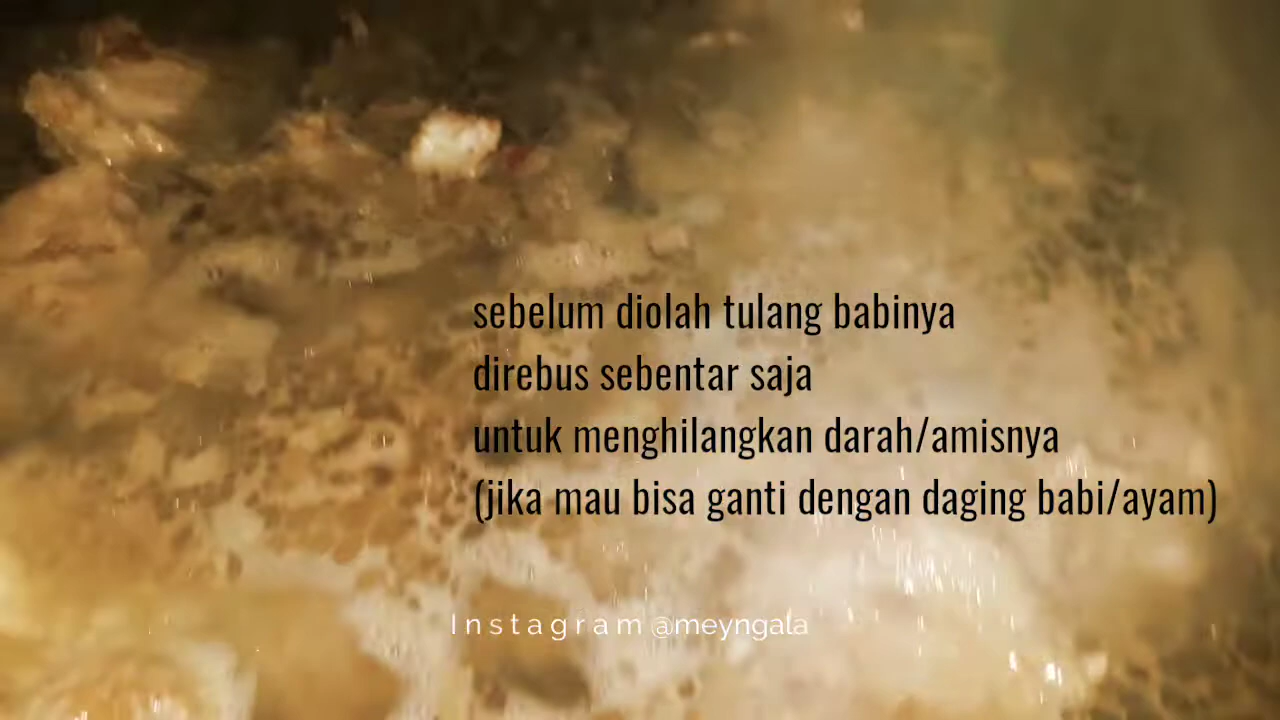 sebelum diolah tulang babinya
direbus sebentar saja
untuk menghilangkan darah/amisnya
(jika mau bisa ganti dengan daging babi/ayam)
Instagram @meyngala